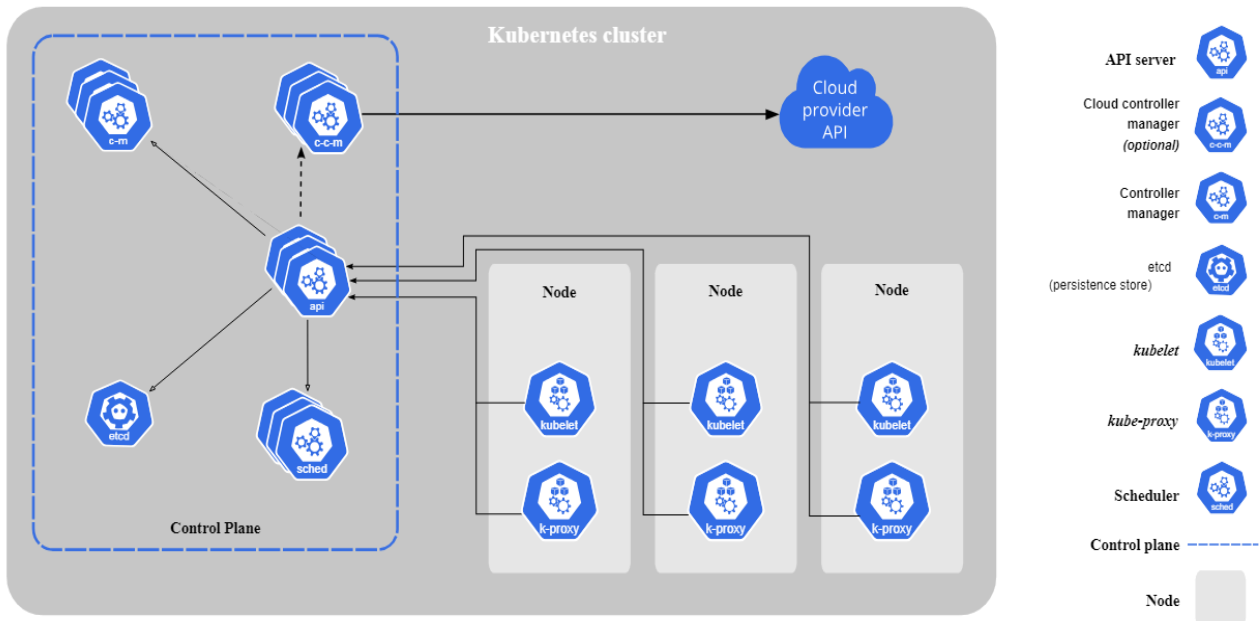 Kubernetes cluster
c-m
c-c-m
Cloud
provider
API
api
etcd
sched
Control Plane
Node
Node
Node
kubelet
kubelet
kubelet
k-proxy
k-proxy
k-proxy
API server
api
Cloud controller
manager
(optional)
c-c-m
Controller
manager
c-m
etcd
(persistence store)
etcd
kubelet
kubelet
kube-proxy
k-proxy
Scheduler
sched
Control plane
Node